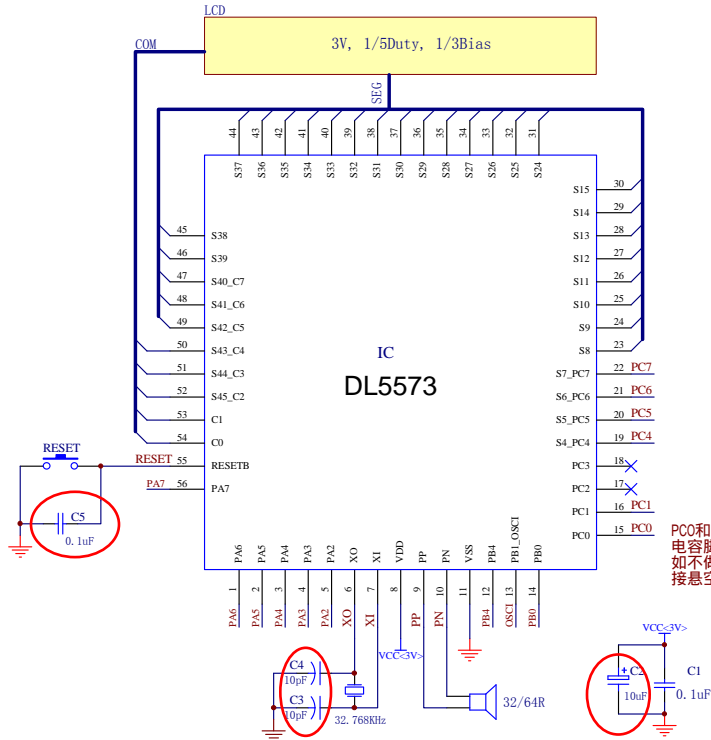 LCD
3V, 1/5Duty, 1/3Bias
COM
SEG
44 43 42 41 40 39 38 37 36 35 34 33 32 31
S37 S36 S35 S34 S33 S32 S31 S30 S29 S28 S27 S26 S25 S24
45 S38
46 S39
47 S40_C7
48 S41_C6
49 S42_C5
50 S43_C4
51 S44_C3
52 S45_C2
53 C1
54 C0
RESET 55 RESETB
PA7 56 PA7
S15 30
S14 29
S13 28
S12 27
S11 26
S10 25
S9 24
S8 23
S7_PC7 22 PC7
S6_PC6 21 PC6
S5_PC5 20 PC5
S4_PC4 19 PC4
PC3 18
PC2 17
PC1 16 PC1
PC0 15 PC0
IC
DL5573
RESET
C5
0.1uF
PA6 PA5 PA4 PA3 PA2 XO XI VDD PP PN VSS PB4 PB1_OSCI PB0
1 2 3 4 5 6 7 8 9 10 11 12 13 14
PA6 PA5 PA4 PA3 PA2 XO XI PP PN PB4 OSCI PB0
VCC<3V>
C4
10pF
C3
10pF
32.768KHz
32/64R
PCO和
电容脚
如不做
接悬空
VCC<3V>
C2
10uF
C1
0.1uF